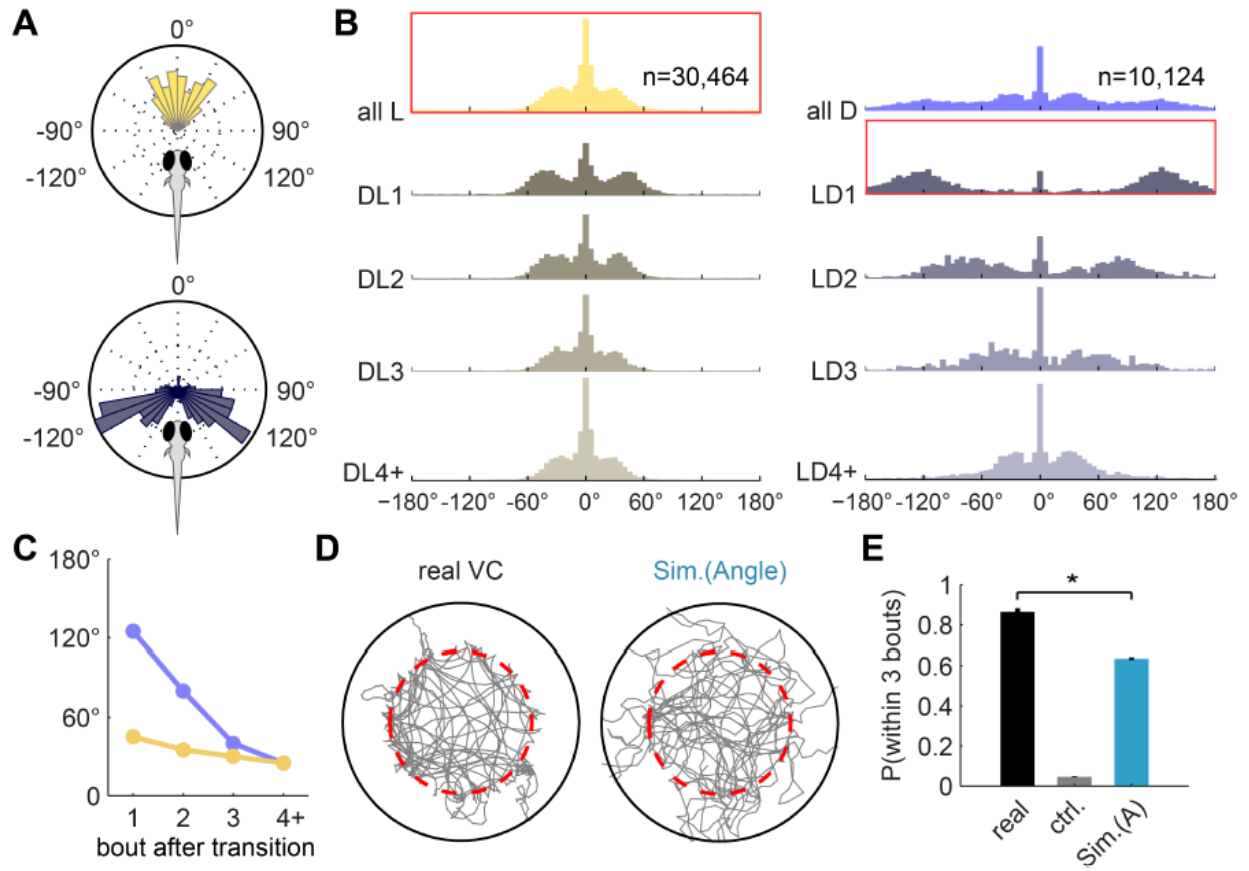 A
0°
-90° 90°
-120° 120°
0°
-90° 90°
-120° 120°
B
n=30,464
all L
DL1
DL2
DL3
DL4+
−180 -120 -60° 0° 60° 120° 180°
n=10,124
all D
LD1
LD2
LD3
LD4+
−180 -120 -60° 0° 60° 120° 180°
C
180°
120°
60°
0
1 2 3 4+
bout after transition
D
real VC
Sim.(Angle)
E
P(within 3 bouts)
1
0.8
0.6
0.4
0.2
0
*
real
ctrl.
Sim.(A)